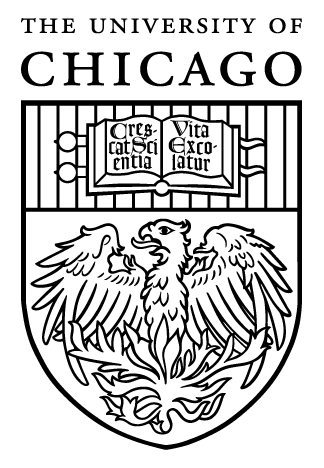 THE UNIVERSITY OF
CHICAGO
Cres-
cat Sci
entia
Vita
Exco-
latur